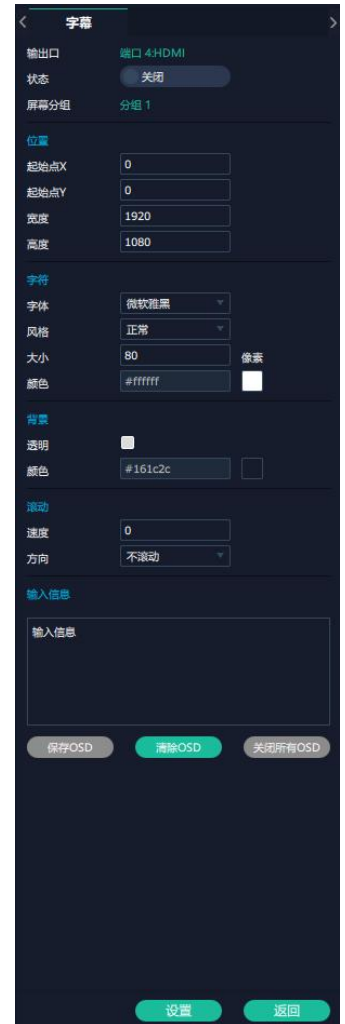 字幕
输出口 端口 4:HDMI
状态 关闭
屏幕分组 分组 1
位置
起始点X 0
起始点Y 0
宽度 1920
高度 1080
字符
字体 微软雅黑
风格 正常
大小 80 像素
颜色 #ffffff
背景
透明
颜色 #161c2c
滚动
速度 0
方向 不滚动
输入信息
输入信息
保存OSD 清除OSD 关闭所有OSD
设置 返回